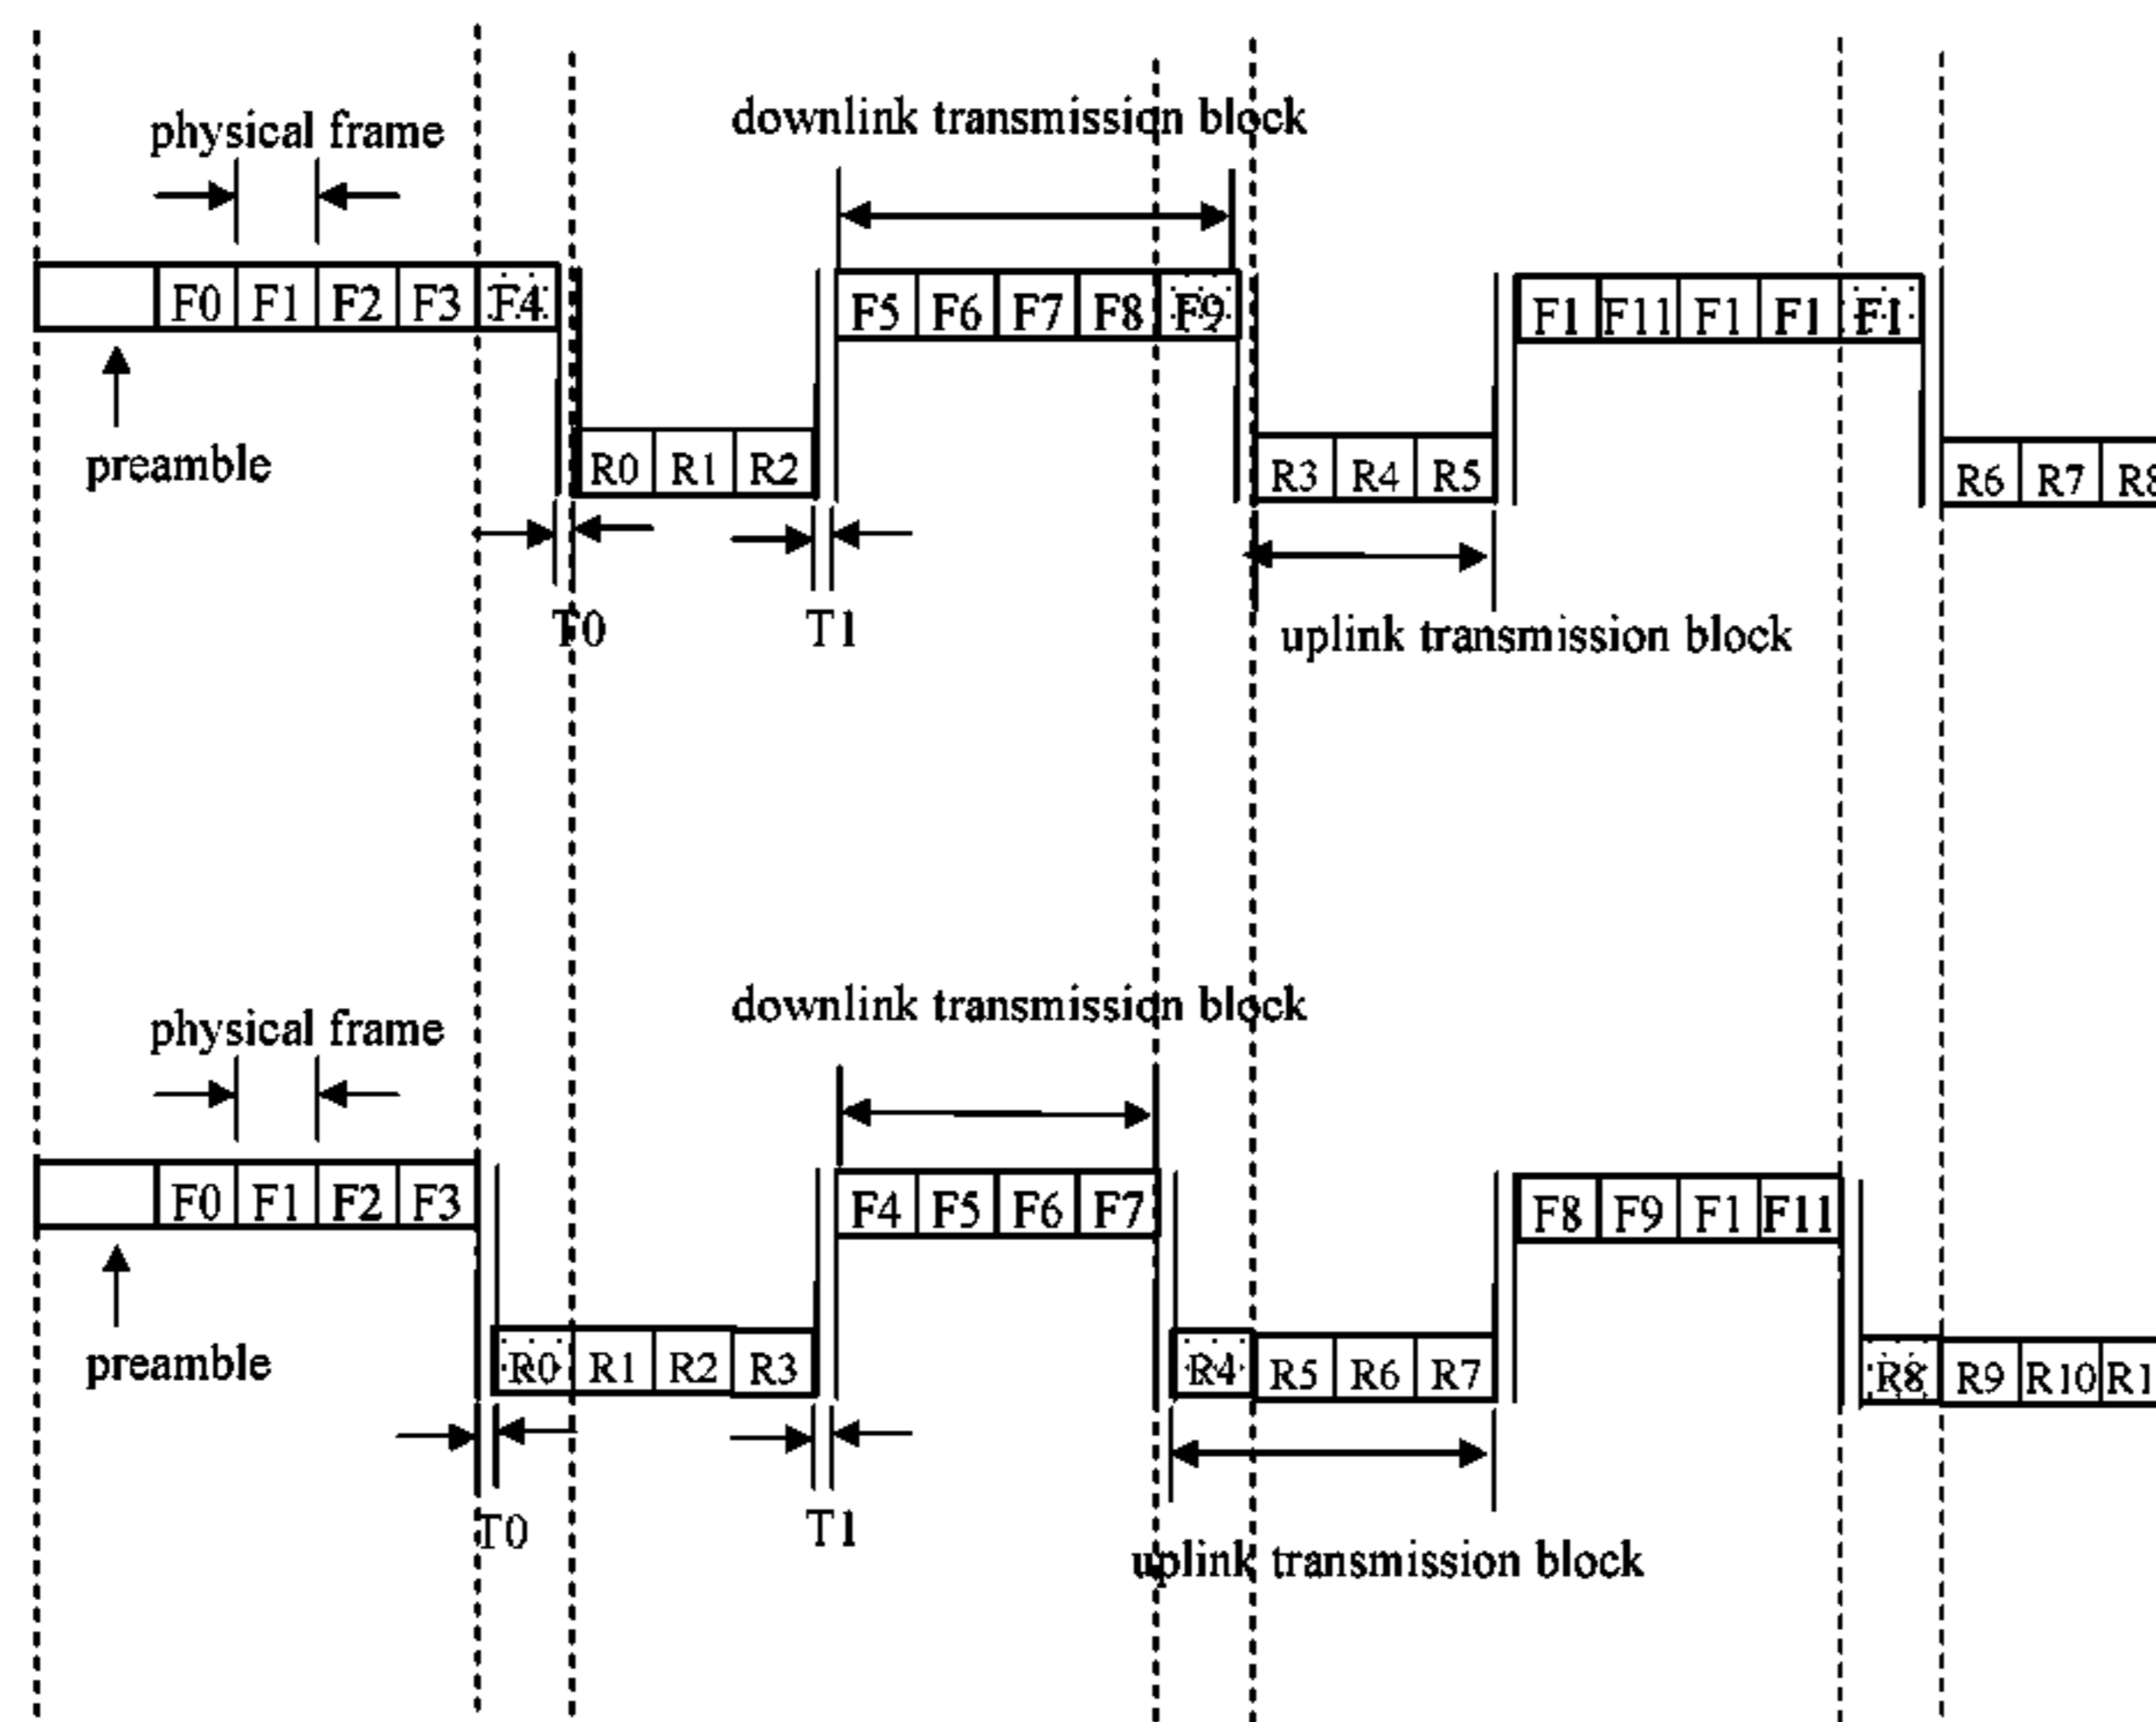 downlink transmission block
physical frame
F0 F1 F2 F3 F4 F5 F6 F7 F8 F9 F1 F11 F1 F1 F1
preamble
R0 R1 R2 R3 R4 R5 R6 R7 R8
T0 T1
uplink transmission block
downlink transmission block
physical frame
F0 F1 F2 F3 F4 F5 F6 F7 F8 F9 F1 F11
preamble
R0 R1 R2 R3 R4 R5 R6 R7 R8 R9 R10 R1
T0 T1
uplink transmission block